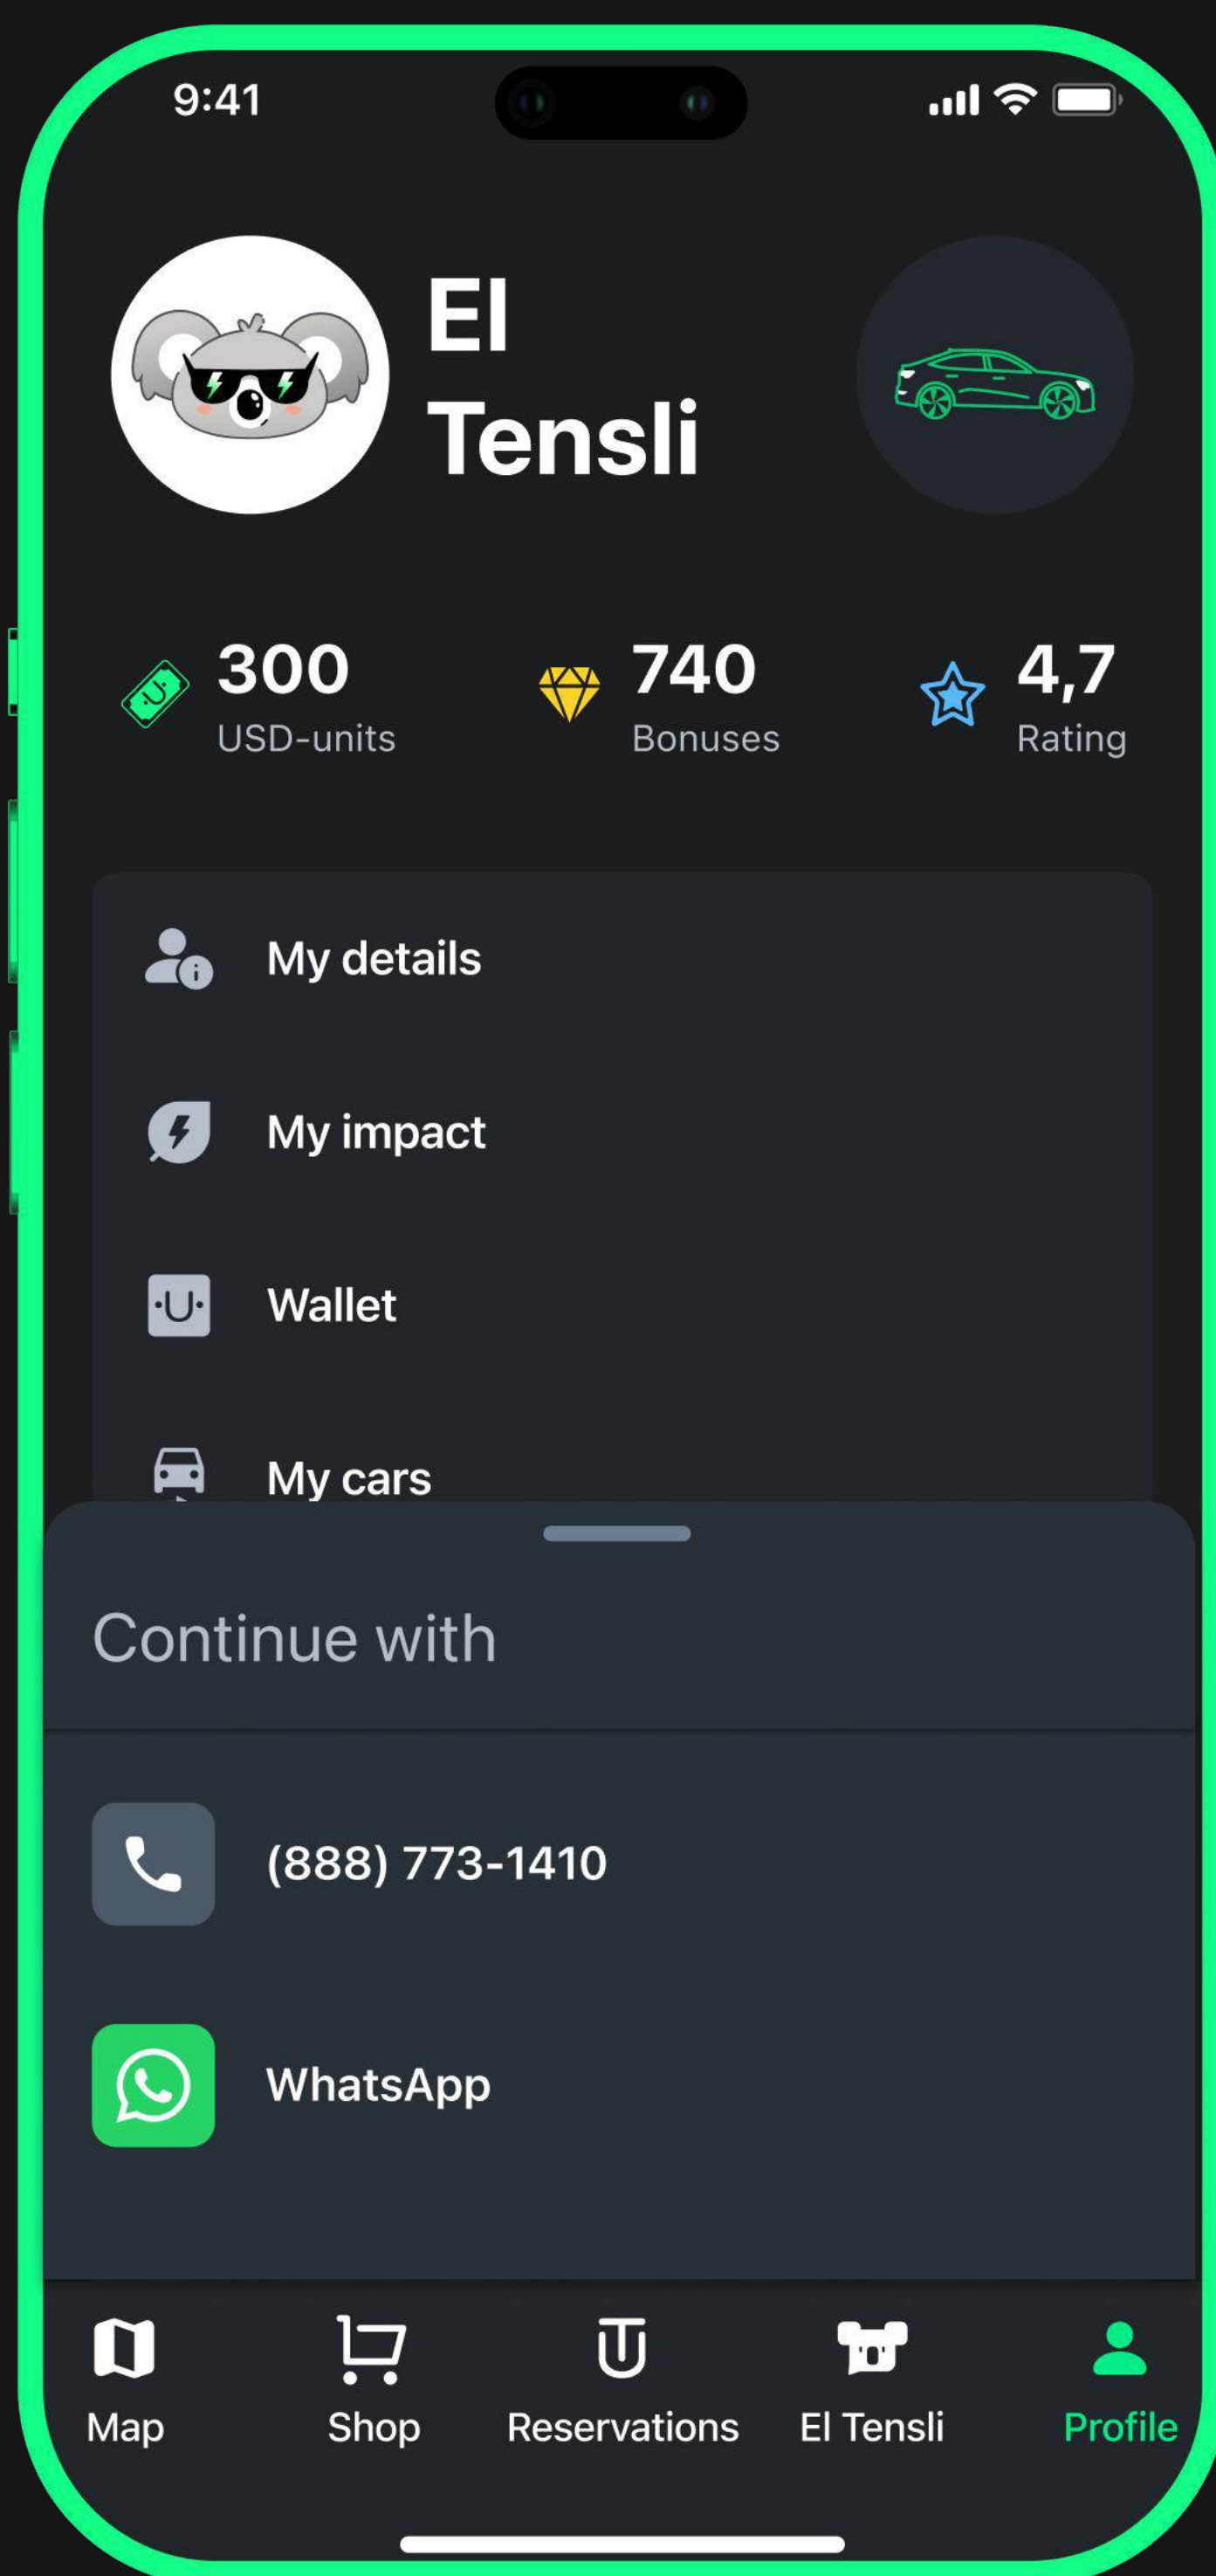 9:41
El
Tensli
300
USD-units
740
Bonuses
4,7
Rating
My details
My impact
Wallet
My cars
Continue with
(888) 773-1410
WhatsApp
Map
Shop
Reservations
El Tensli
Profile